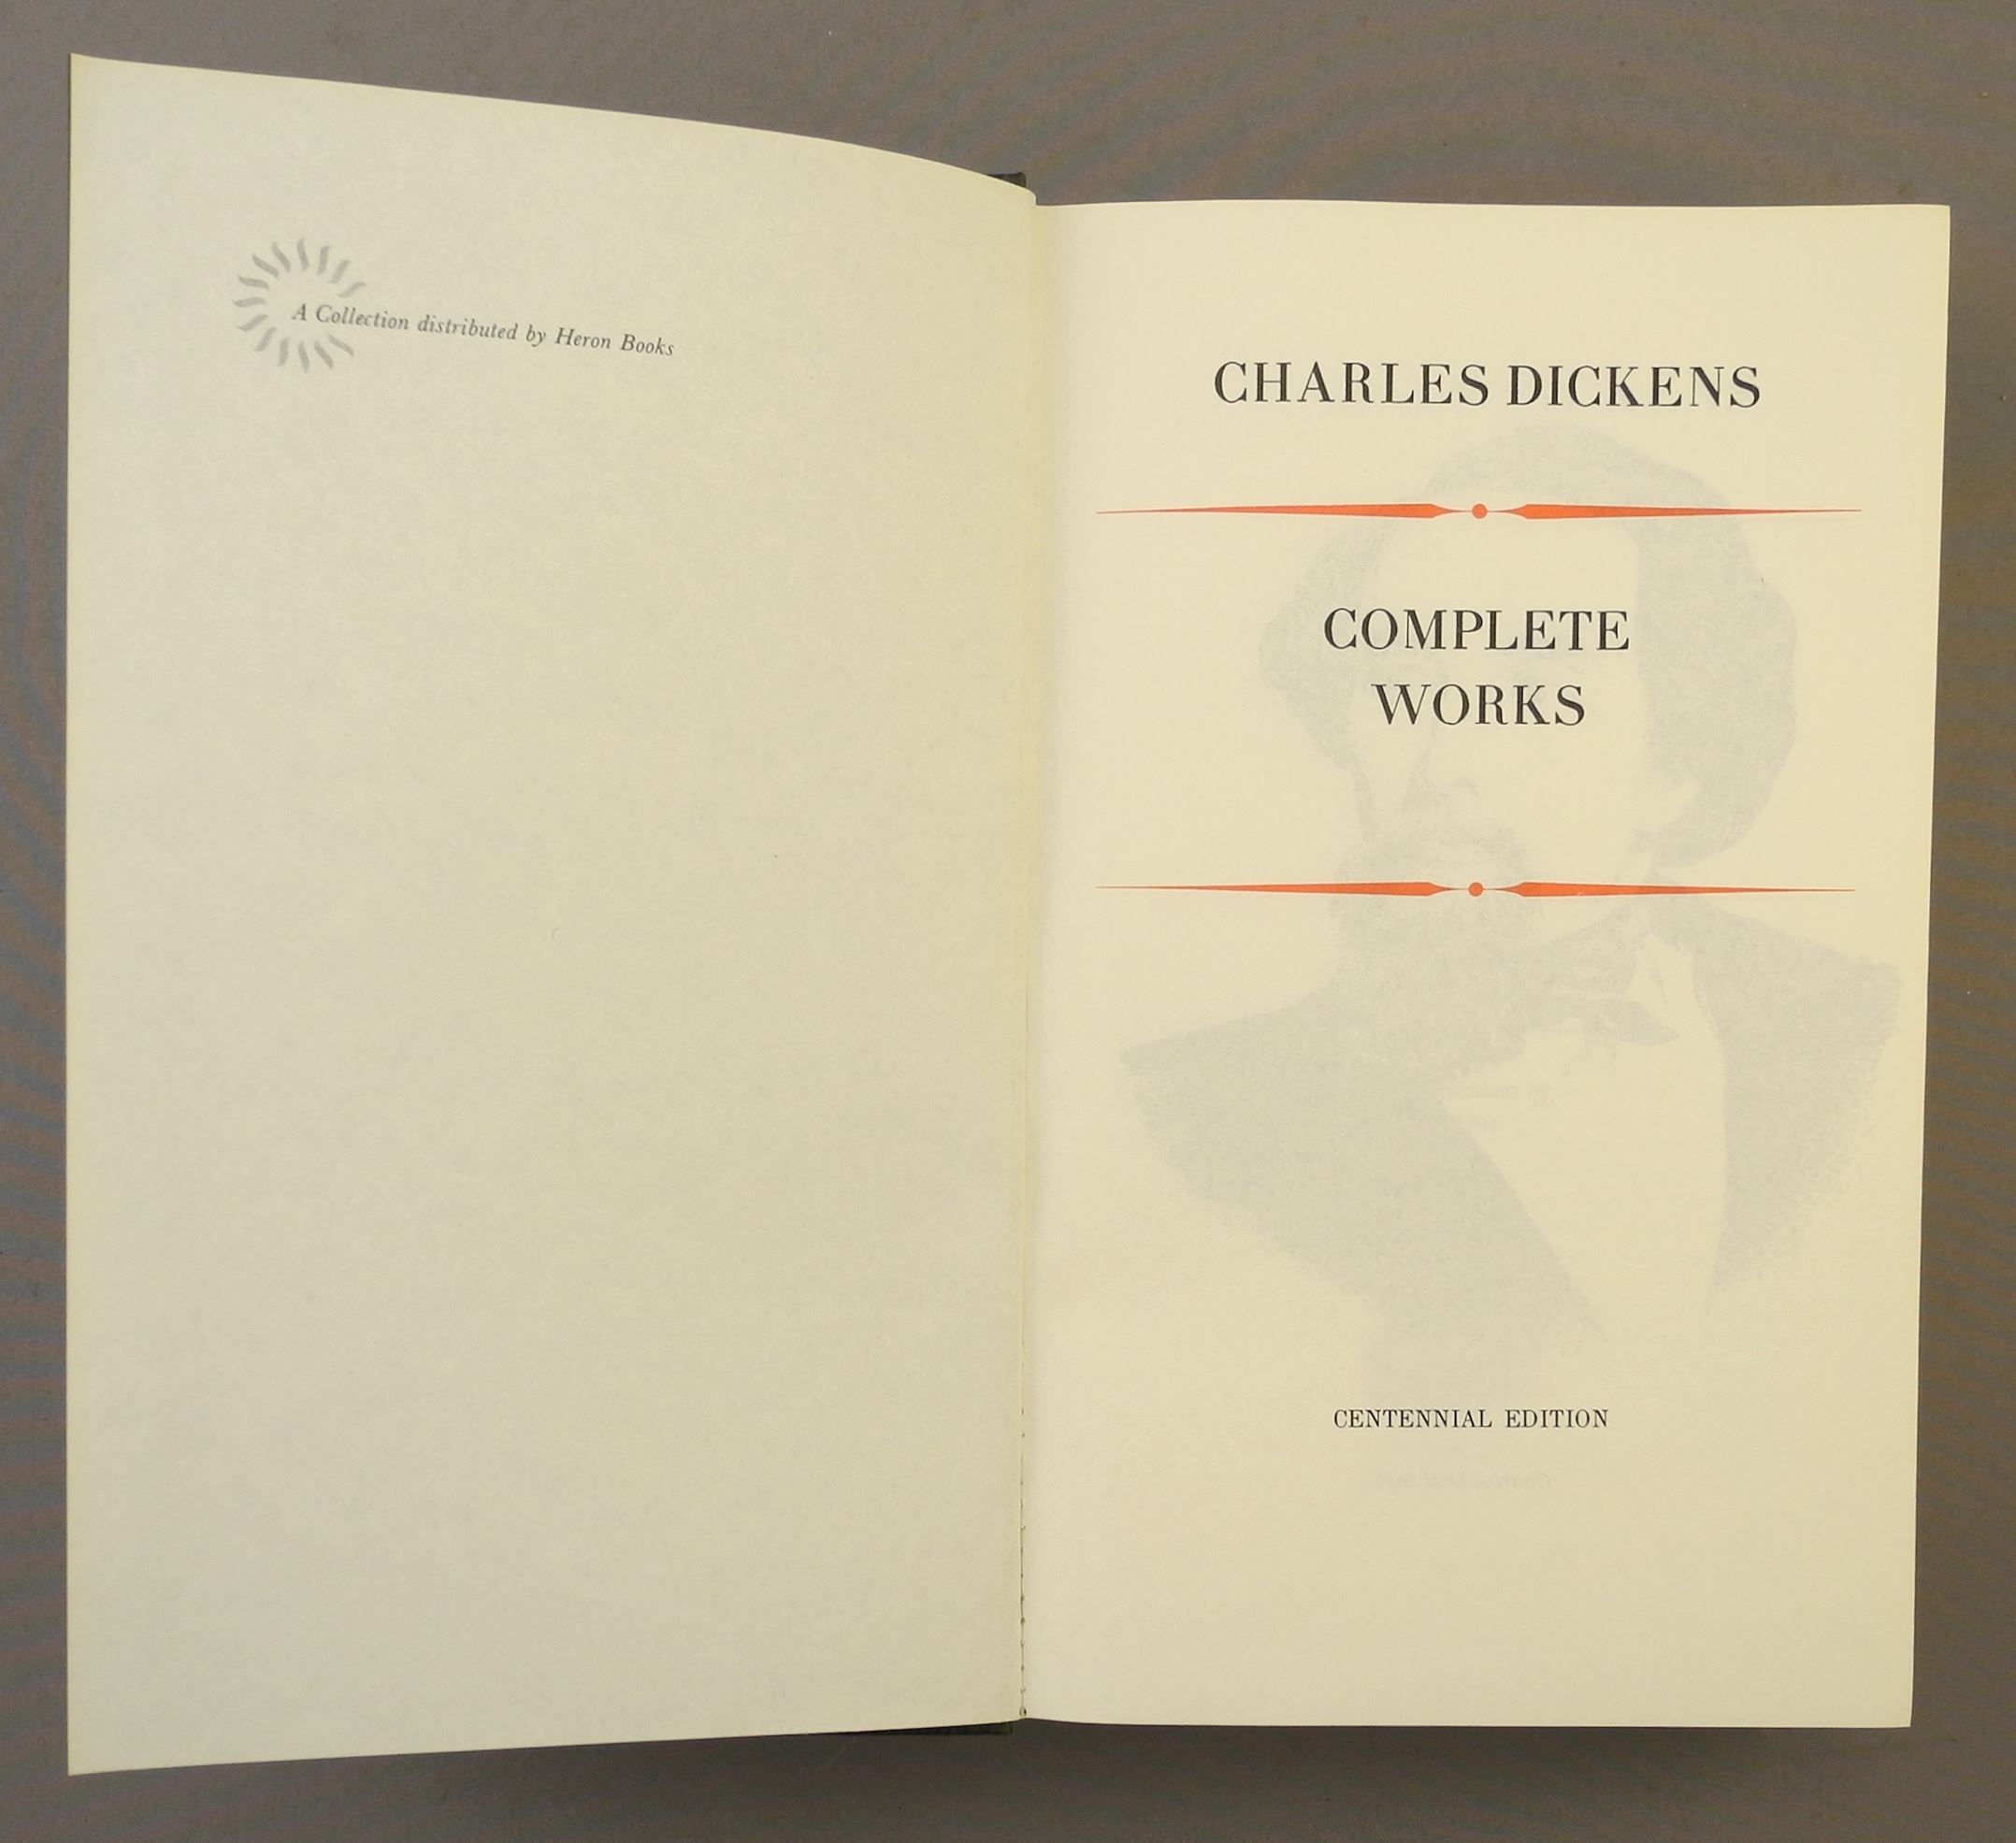 A Collection distributed by Heron Books
CHARLES DICKENS
COMPLETE
WORKS
CENTENNIAL EDITION